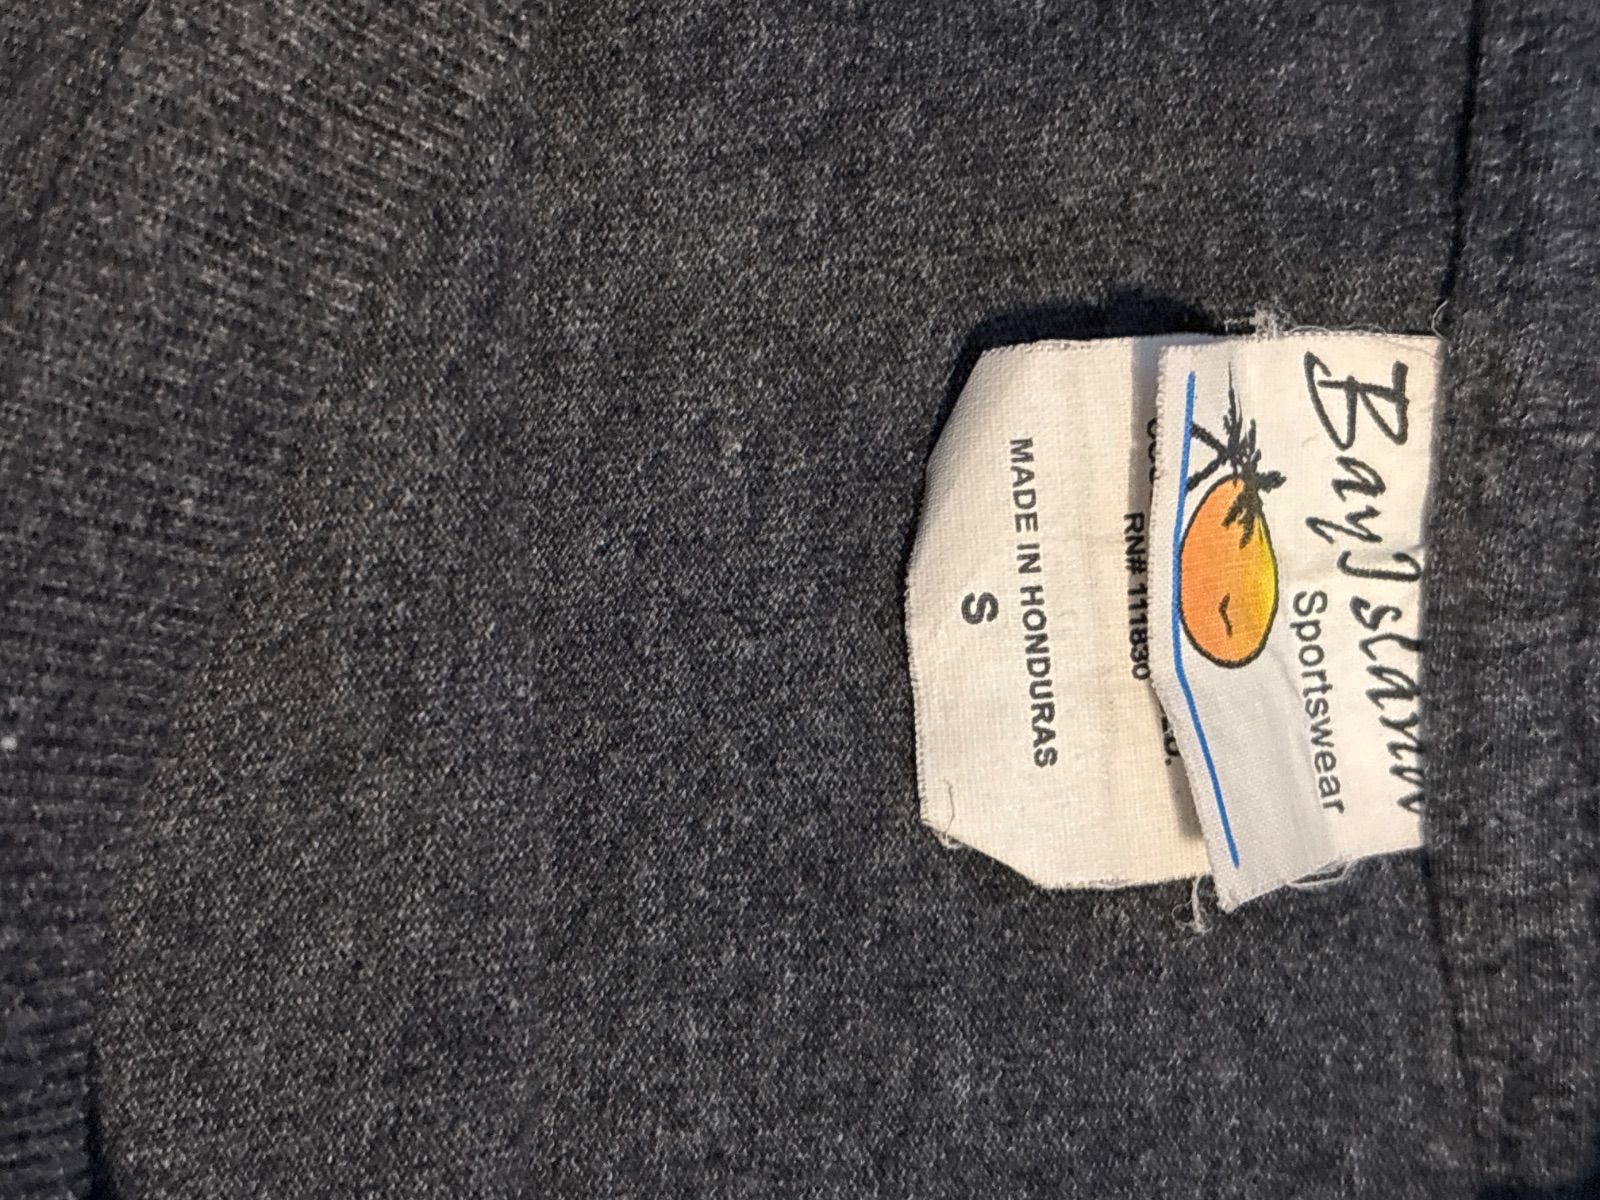 Bay Island
Sportswear
RN# 111830
MADE IN HONDURAS
S